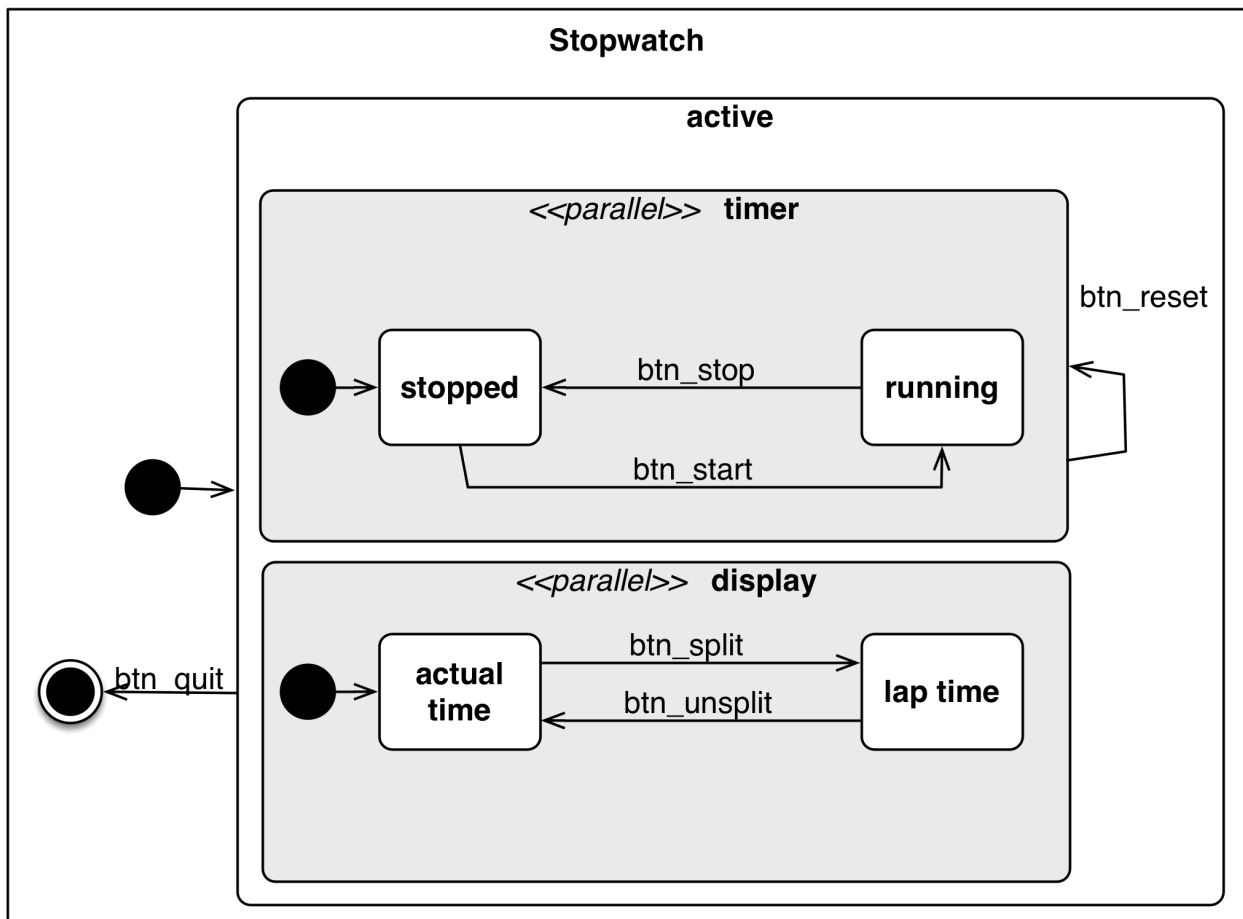 Stopwatch
active
<<parallel>> timer
btn_reset
btn_stop
stopped
running
btn_start
<<parallel>> display
btn_split
actual
time
lap time
btn_unsplit
btn_quit